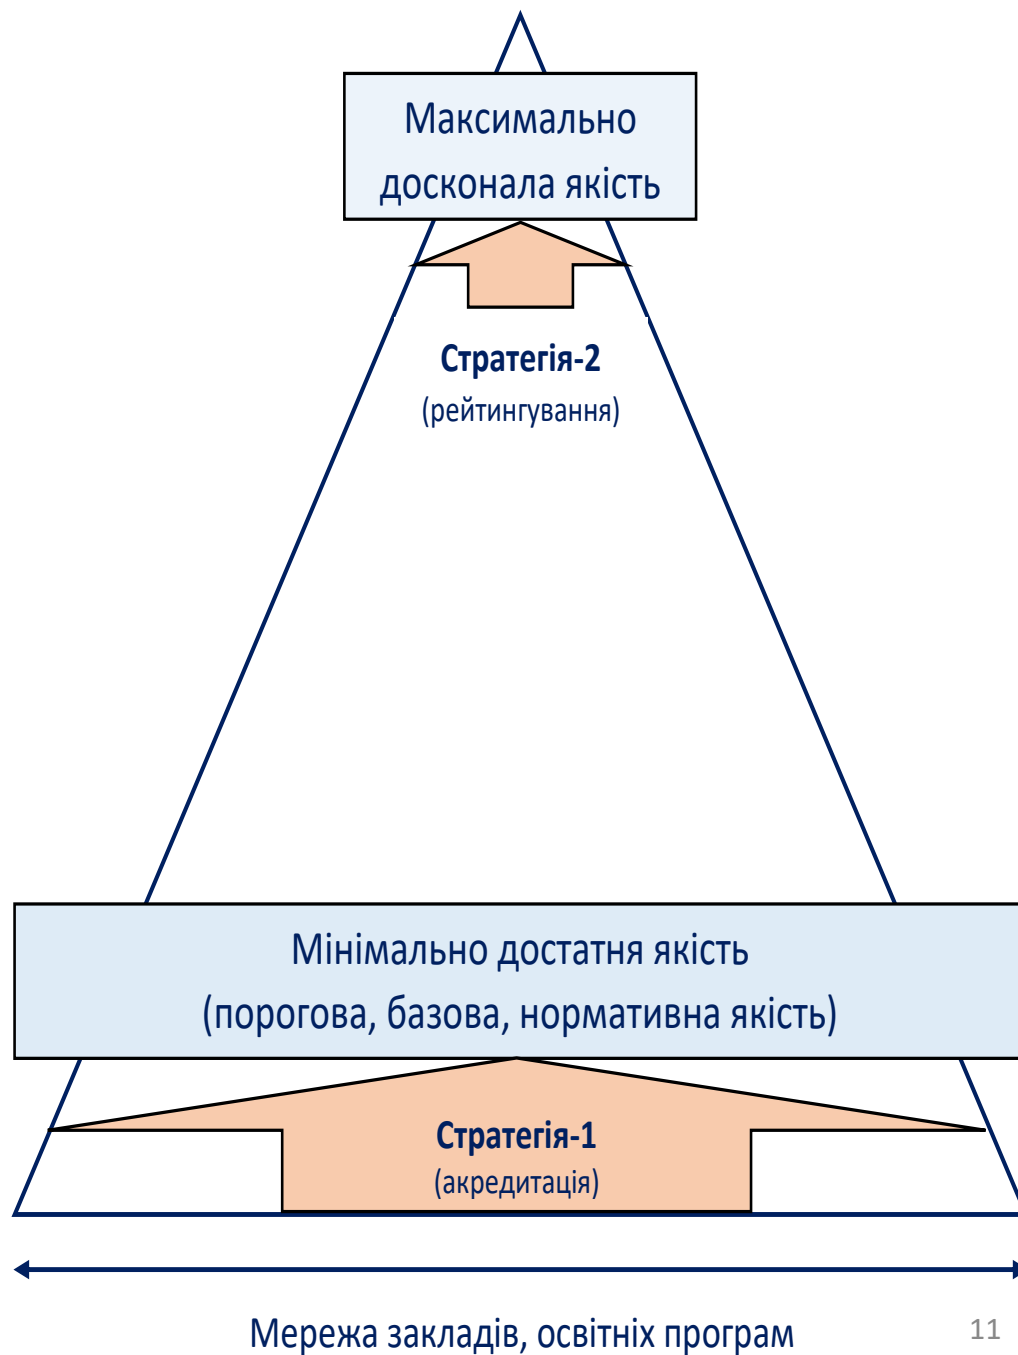 Максимально
досконала якість
Стратегія-2
(рейтингування)
Мінімально достатня якість
(порогова, базова, нормативна якість)
Стратегія-1
(акредитація)
Мережа закладів, освітніх програм
11